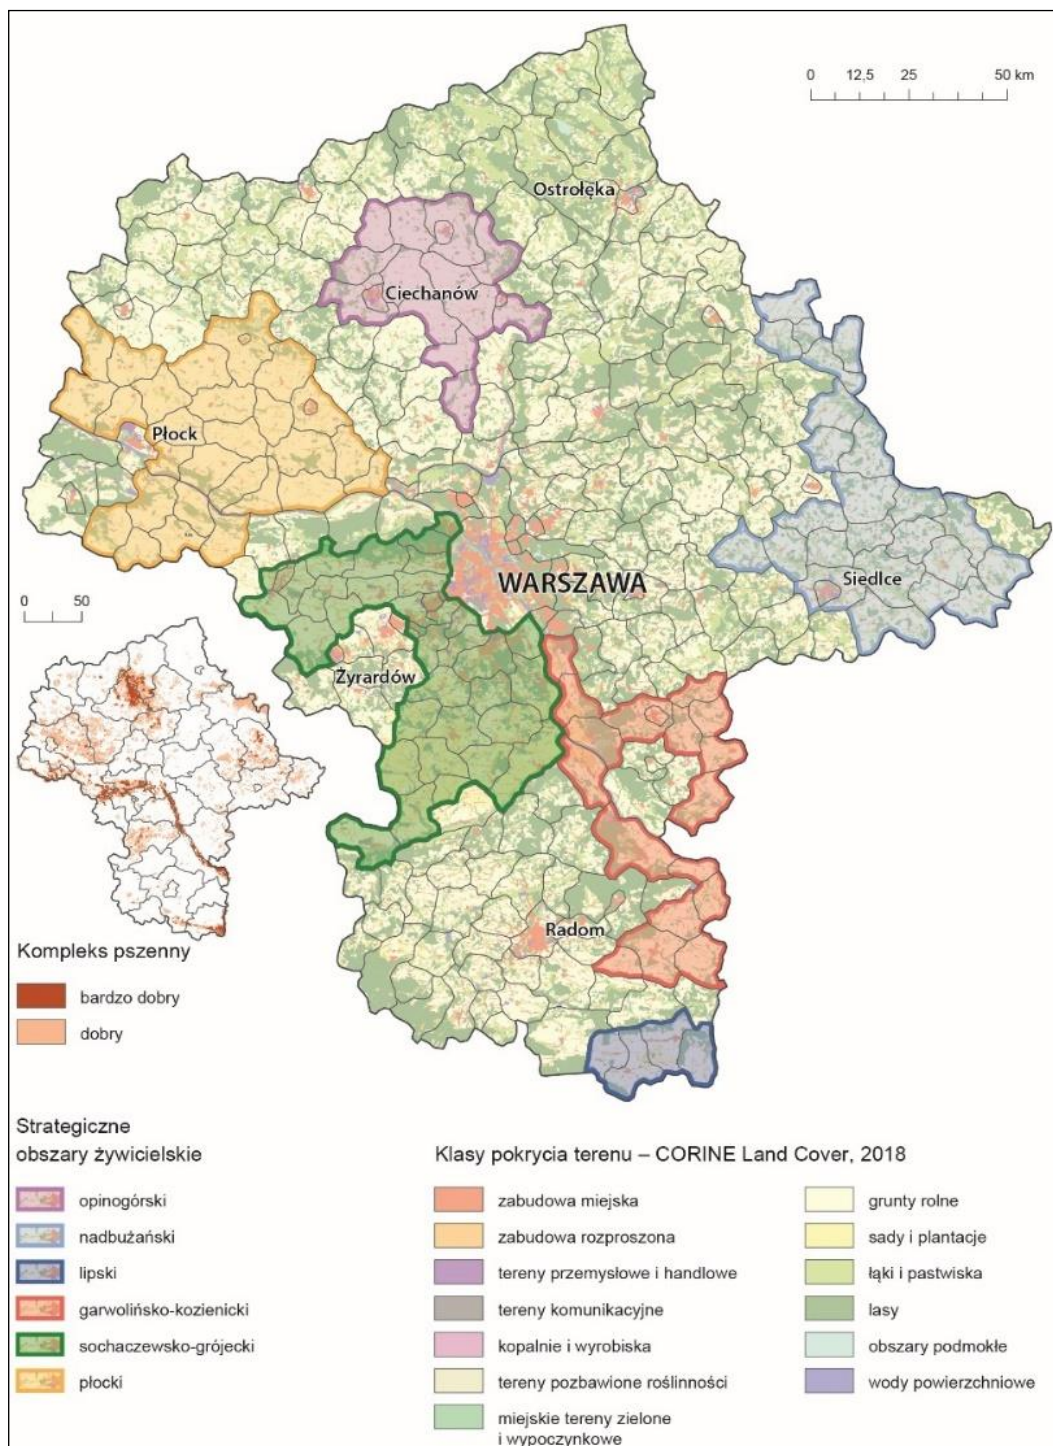 0 12,5 25 50 km
Ostrołęka
Ciechanów
Płock
WARSZAWA
Siedlce
0 50
Żyrardów
Radom
Kompleks pszenny
bardzo dobry
dobry
Strategiczne
obszary żywicielskie
opinogórski
nadbużański
lipski
garwolińsko-kozienicki
sochaczewsko-grójecki
płocki
Klasy pokrycia terenu – CORINE Land Cover, 2018
zabudowa miejska
zabudowa rozproszona
tereny przemysłowe i handlowe
tereny komunikacyjne
kopalnie i wyrobiska
tereny pozbawione roślinności
miejskie tereny zielone
i wypoczynkowe
grunty rolne
sady i plantacje
łąki i pastwiska
lasy
obszary podmokłe
wody powierzchniowe